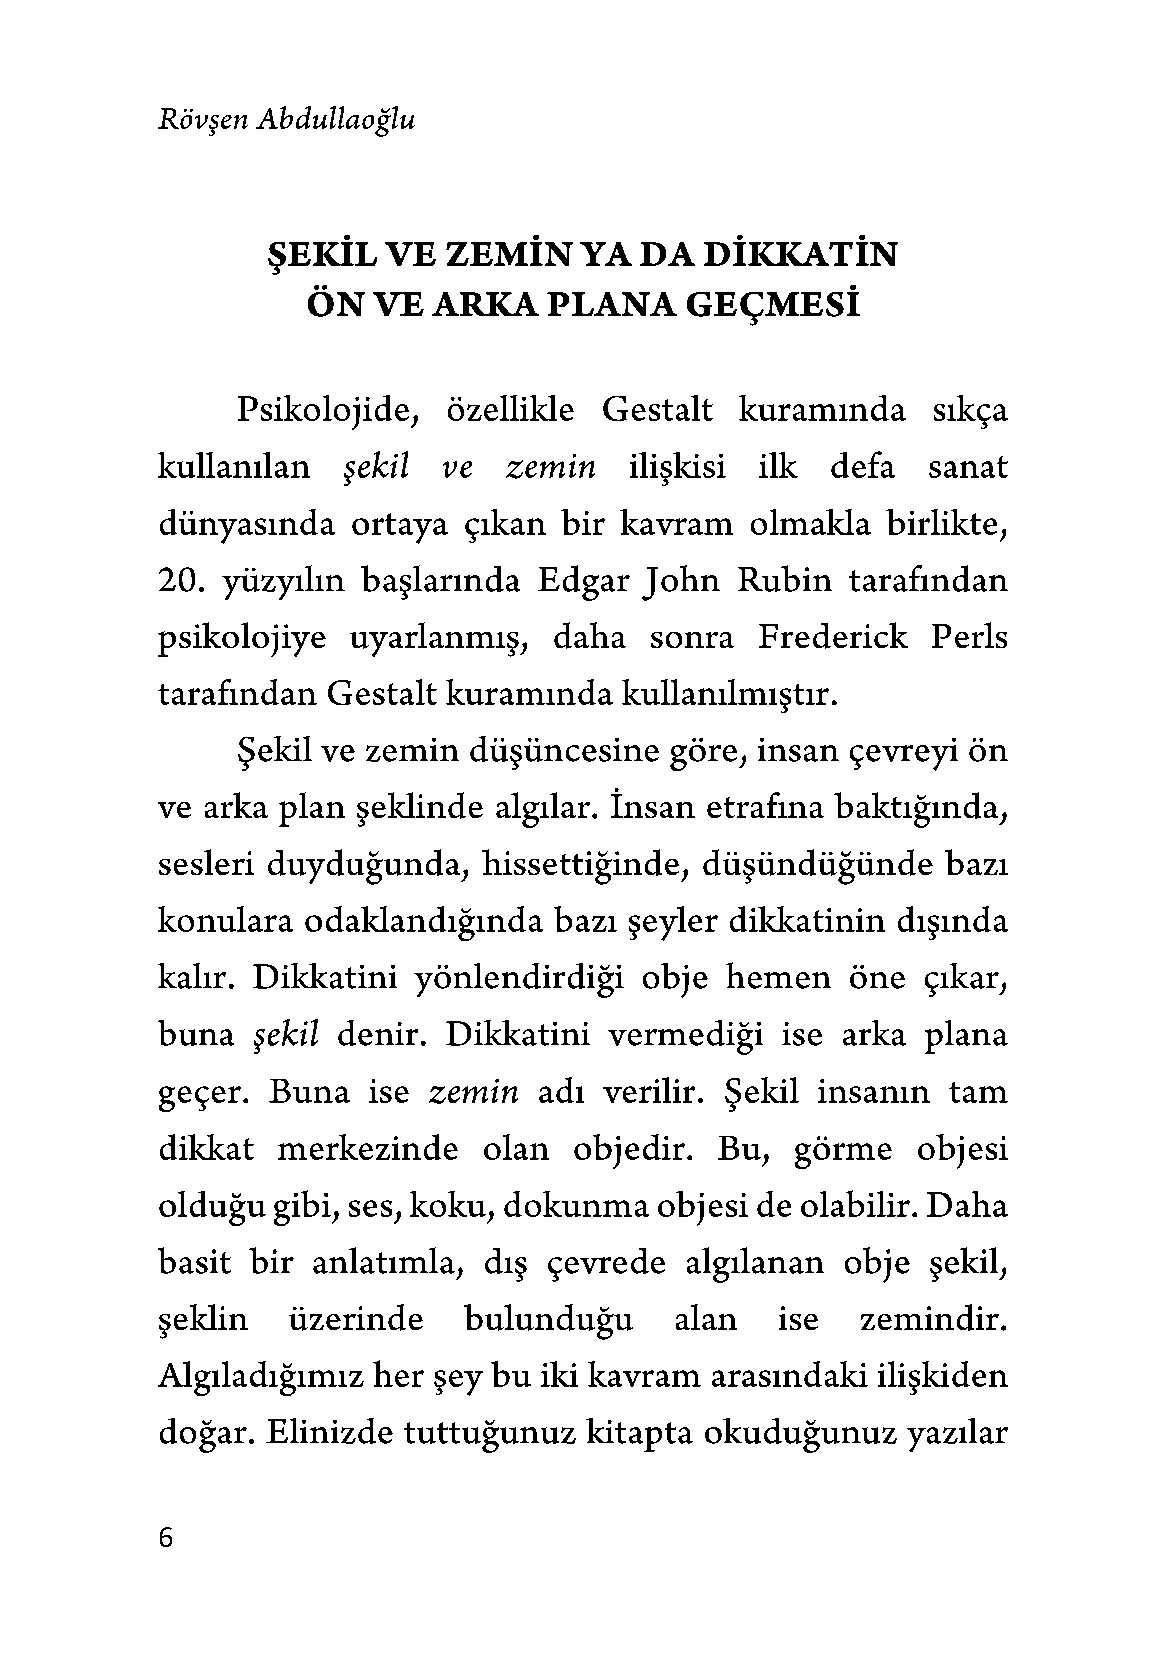 Rövşen Abdullaoğlu
ŞEKİL VE ZEMİN YA DA DİKKATİN
ÖN VE ARKA PLANA GEÇMESİ
Psikolojide, özellikle Gestalt kuramında sıkça
kullanılan şekil ve zemin ilişkisi ilk defa sanat
dünyasında ortaya çıkan bir kavram olmakla birlikte,
20. yüzyılın başlarında Edgar John Rubin tarafından
psikolojiye uyarlanmış, daha sonra Frederick Perls
tarafından Gestalt kuramında kullanılmıştır.
Şekil ve zemin düşüncesine göre, insan çevreyi ön
ve arka plan şeklinde algılar. İnsan etrafına baktığında,
sesleri duyduğunda, hissettiğinde, düşündüğünde bazı
konulara odaklandığında bazı şeyler dikkatinin dışında
kalır. Dikkatini yönlendirdiği obje hemen öne çıkar,
buna şekil denir. Dikkatini vermediği ise arka plana
geçer. Buna ise zemin adı verilir. Şekil insanın tam
dikkat merkezinde olan objedir. Bu, görme objesi
olduğu gibi, ses, koku, dokunma objesi de olabilir. Daha
basit bir anlatımla, dış çevrede algılanan obje şekil,
şeklin üzerinde bulunduğu alan ise zemindir.
Algıladığımız her şey bu iki kavram arasındaki ilişkiden
doğar. Elinizde tuttuğunuz kitapta okuduğunuz yazılar
6